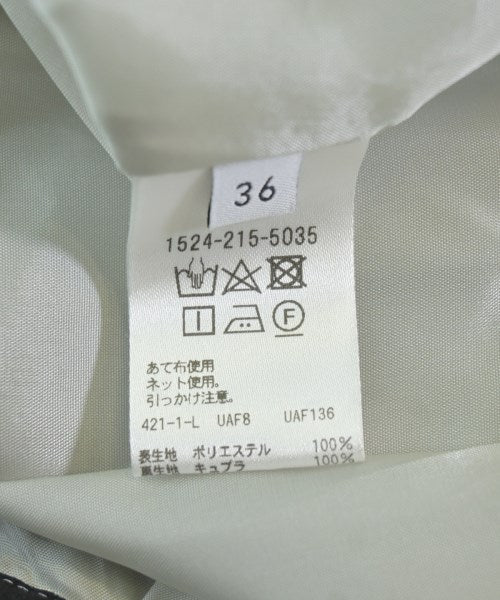 36
1524-215-5035
F
あて布使用
ネット使用。
引っかけ注意。
421-1-L UAF8 UAF136
表生地 ポリエステル 100%
裏生地 キュプラ 100%